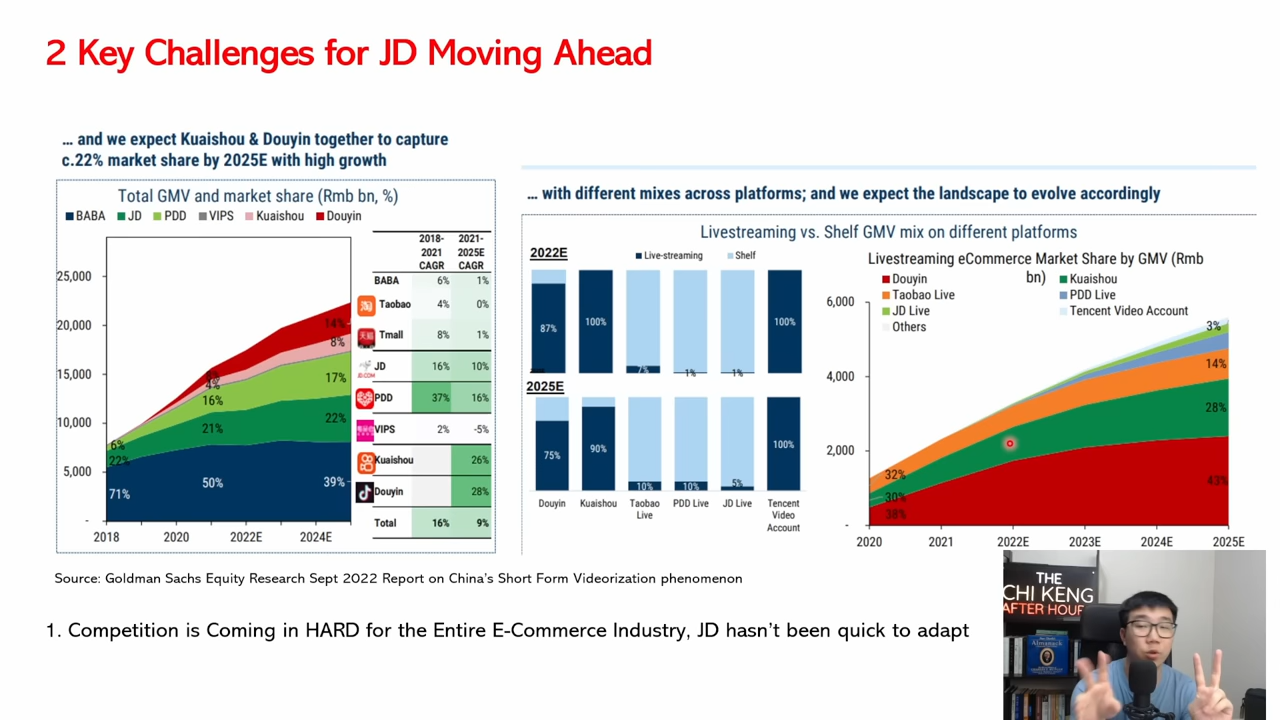 2 Key Challenges for JD Moving Ahead
… and we expect Kuaishou & Douyin together to capture
c.22% market share by 2025E with high growth
Total GMV and market share (Rmb bn, %)
BABA JD PDD VIPS Kuaishou Douyin
25,000
20,000
15,000
10,000
5,000
-
14%
8%
17%
22%
39%
4%
16%
21%
50%
6%
22%
71%
2018 2020 2022E 2024E
2018-2021 CAGR 2021-2025E CAGR
BABA 6% 1%
Taobao 4% 0%
Tmall 8% 1%
JD 16% 10%
PDD 37% 16%
VIPS 2% -5%
Kuaishou 26%
Douyin 28%
Total 16% 9%
… with different mixes across platforms; and we expect the landscape to evolve accordingly
Livestreaming vs. Shelf GMV mix on different platforms
2022E
Live-streaming Shelf
87% 100% 7% 1% 1% 100%
2025E
75% 90% 10% 10% 5% 100%
Douyin Kuaishou Taobao Live PDD Live JD Live Tencent Video Account
Livestreaming eCommerce Market Share by GMV (Rmb
bn)
Douyin Kuaishou
Taobao Live PDD Live
JD Live Tencent Video Account
Others
6,000
4,000
2,000
-
3%
14%
28%
43%
32%
30%
38%
2020 2021 2022E 2023E 2024E 2025E
Source: Goldman Sachs Equity Research Sept 2022 Report on China's Short Form Videorization phenomenon
1. Competition is Coming in HARD for the Entire E-Commerce Industry, JD hasn't been quick to adapt
THE
CHI KENG
AFTER HOUR
Almanack